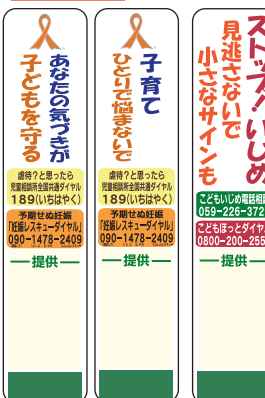 あなたの気づきが
子どもを守る
虐待？と思ったら
児童相談所全国共通ダイヤル
189(いちはやく)
予期せぬ妊娠
「妊娠レスキューダイヤル」
090-1478-2409
提供
子育て
ひとりで悩まないで
虐待？と思ったら
児童相談所全国共通ダイヤル
189(いちはやく)
予期せぬ妊娠
「妊娠レスキューダイヤル」
090-1478-2409
提供
ストップ！いじめ
見逃さないで
小さなサインも
こどもいじめ電話相談
059-226-372
こどもほっとダイヤル
0800-200-255
提供